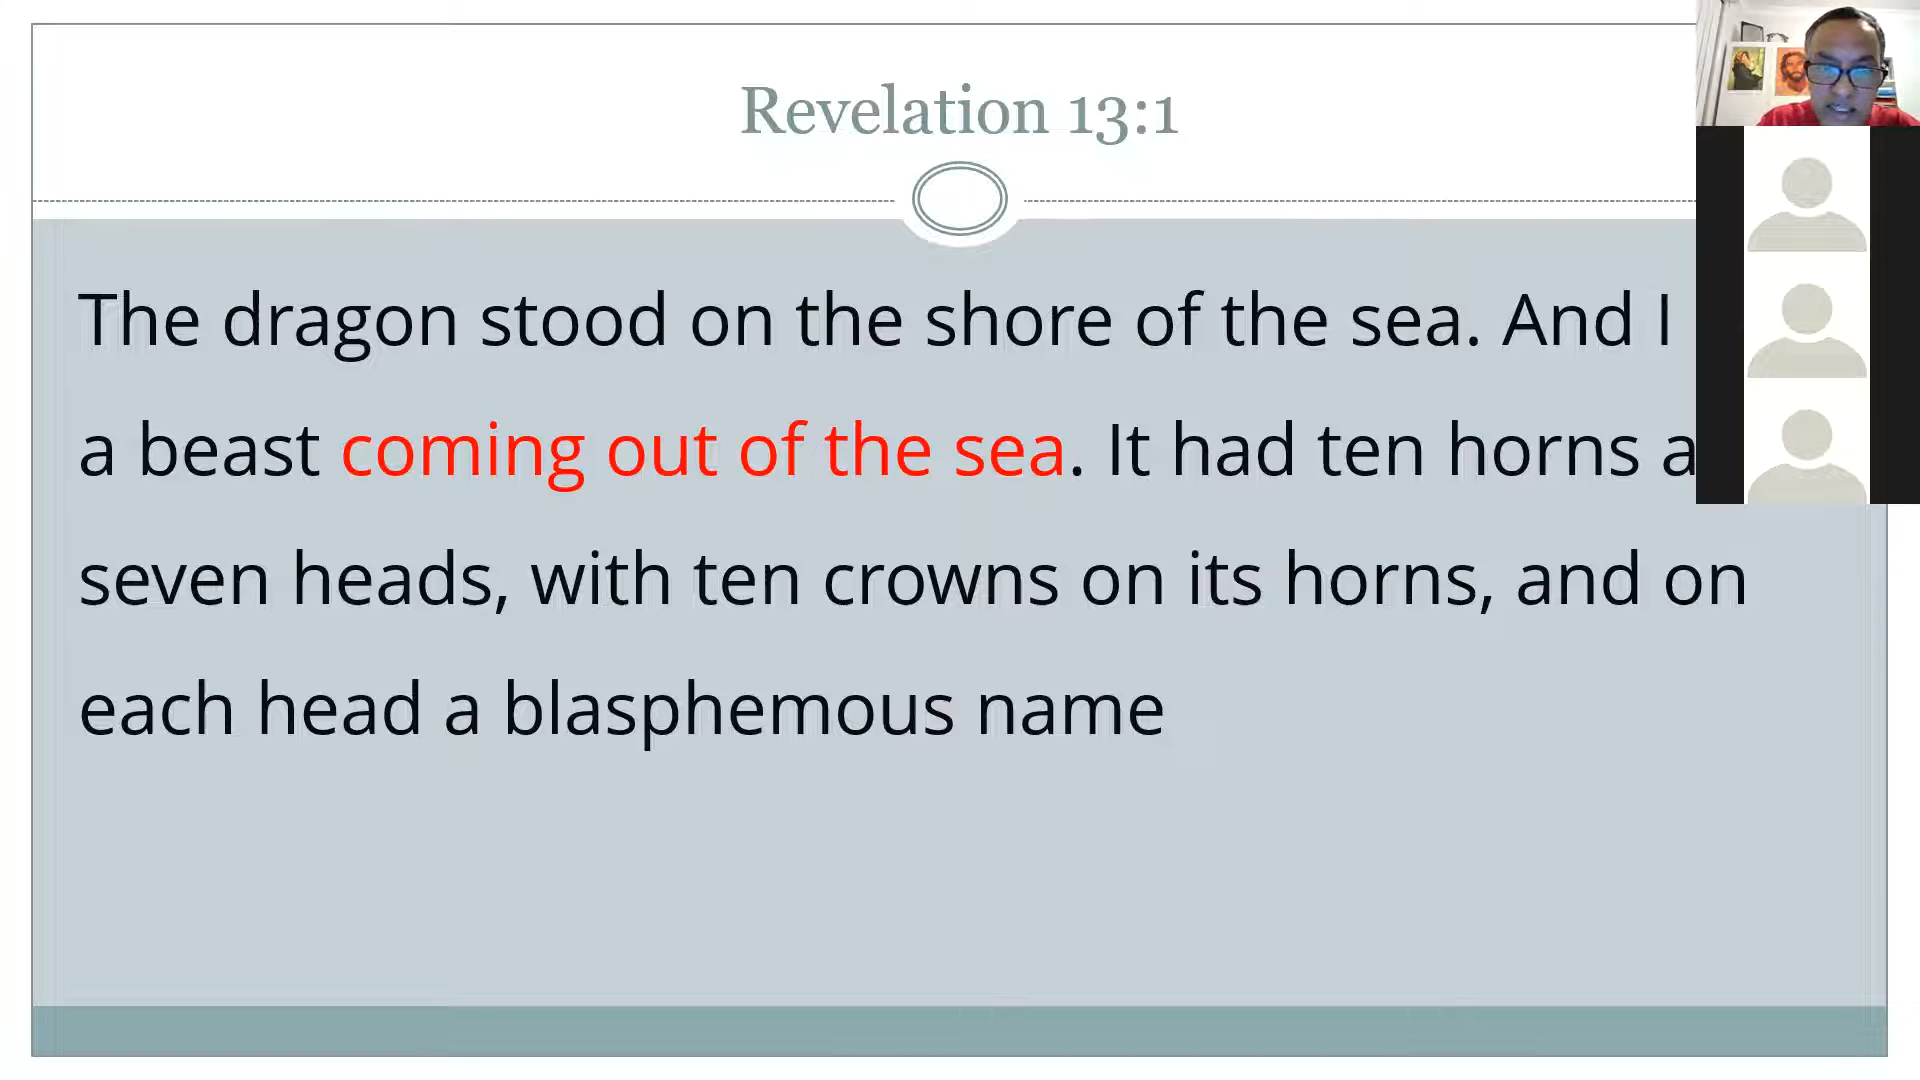 Revelation 13:1
The dragon stood on the shore of the sea. And I
a beast coming out of the sea. It had ten horns a
seven heads, with ten crowns on its horns, and on
each head a blasphemous name